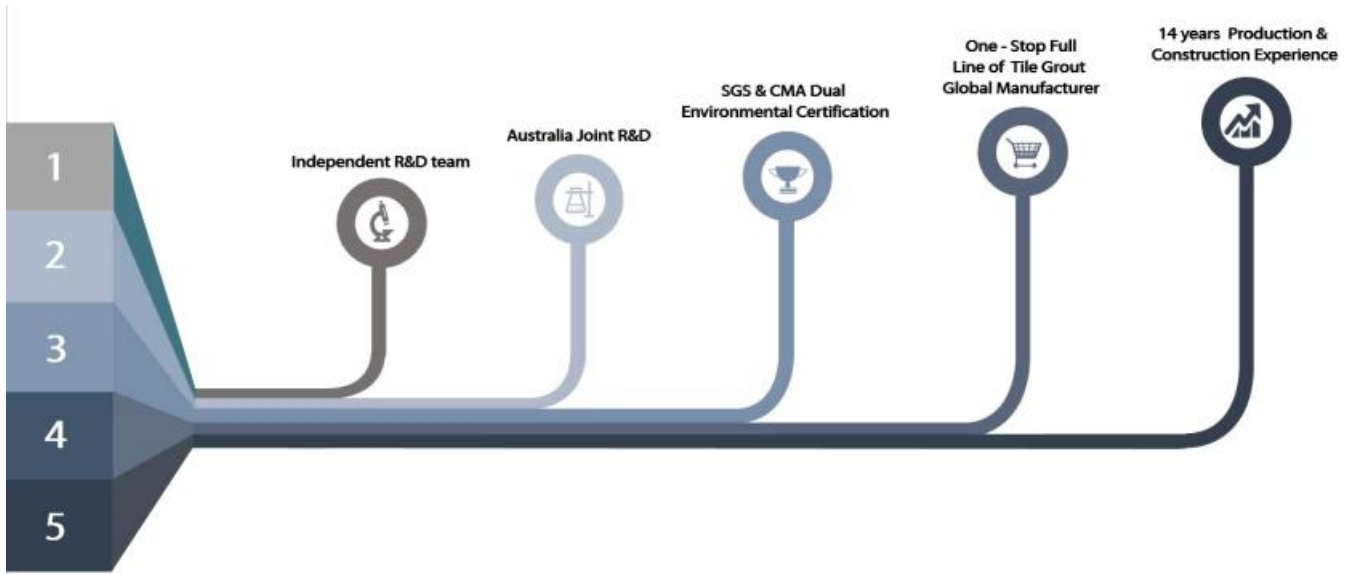 1
2
3
4
5
Independent R&D team
Australia Joint R&D
SGS & CMA Dual
Environmental Certification
One - Stop Full
Line of Tile Grout
Global Manufacturer
14 years Production &
Construction Experience